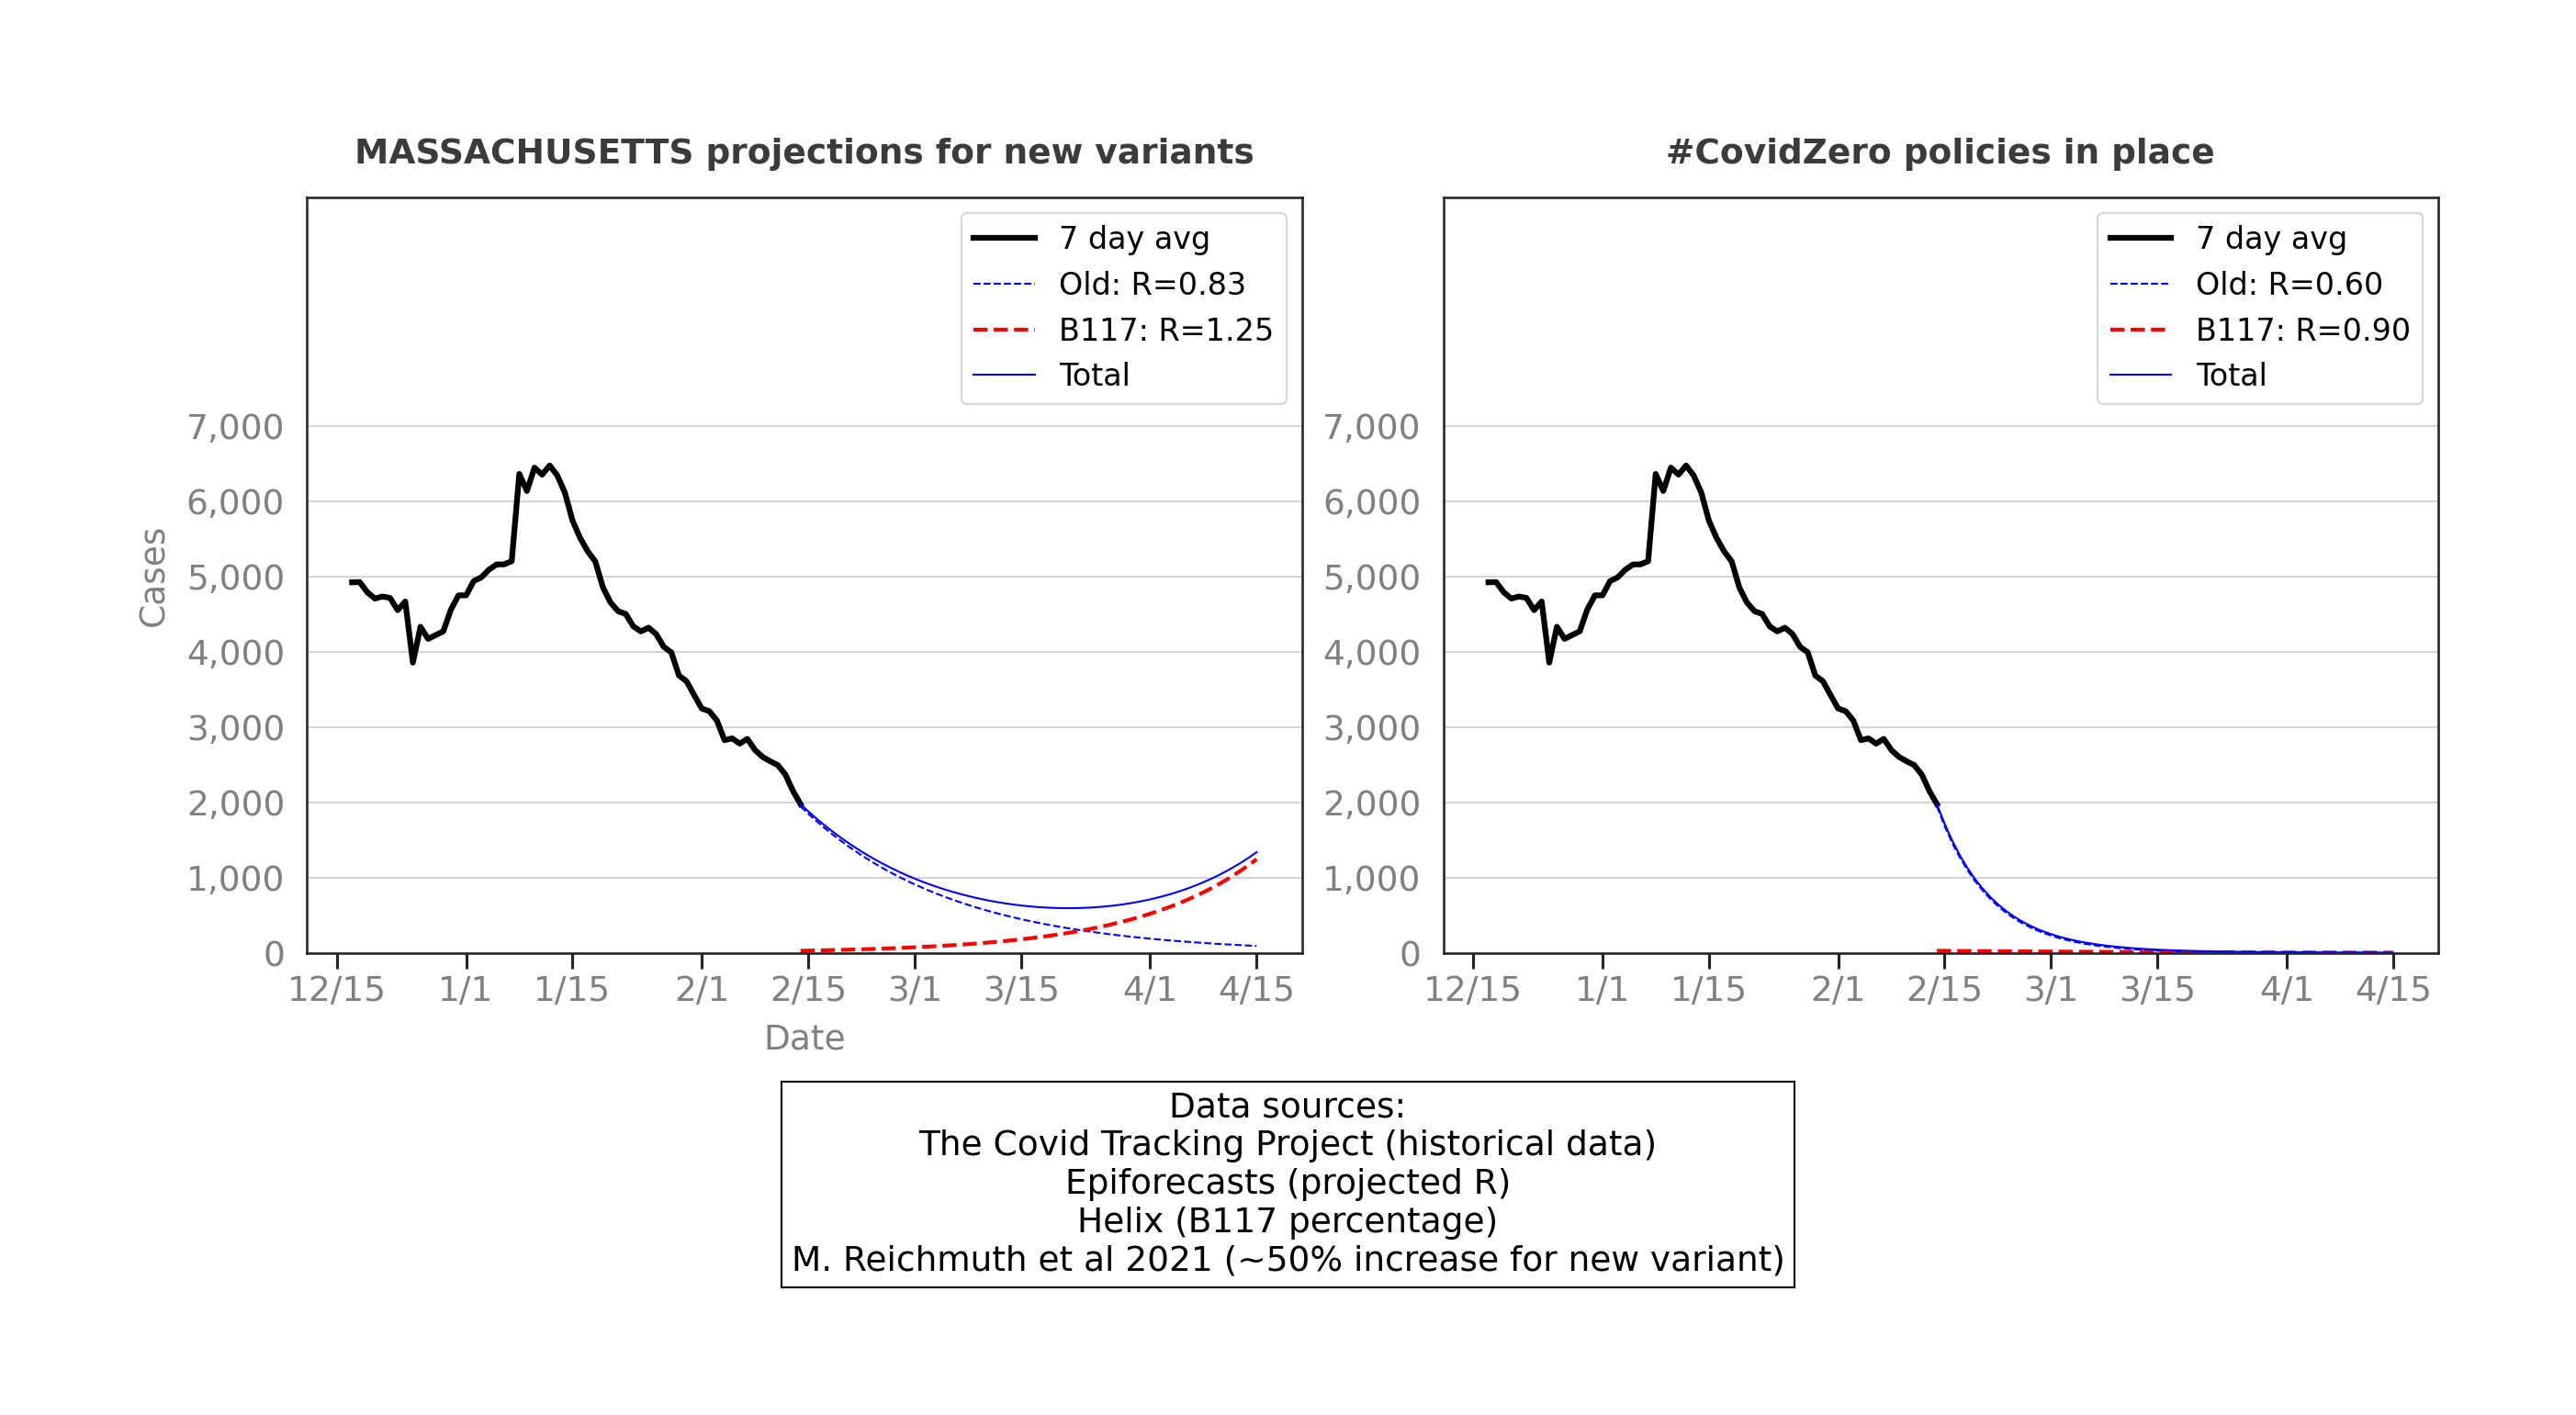 MASSACHUSETTS projections for new variants
7 day avg
Old: R=0.83
B117: R=1.25
Total
7,000
6,000
5,000
4,000
3,000
2,000
1,000
0
Cases
12/15 1/1 1/15 2/1 2/15 3/1 3/15 4/1 4/15
Date
#CovidZero policies in place
7 day avg
Old: R=0.60
B117: R=0.90
Total
7,000
6,000
5,000
4,000
3,000
2,000
1,000
0
12/15 1/1 1/15 2/1 2/15 3/1 3/15 4/1 4/15
Data sources:
The Covid Tracking Project (historical data)
Epiforecasts (projected R)
Helix (B117 percentage)
M. Reichmuth et al 2021 (~50% increase for new variant)